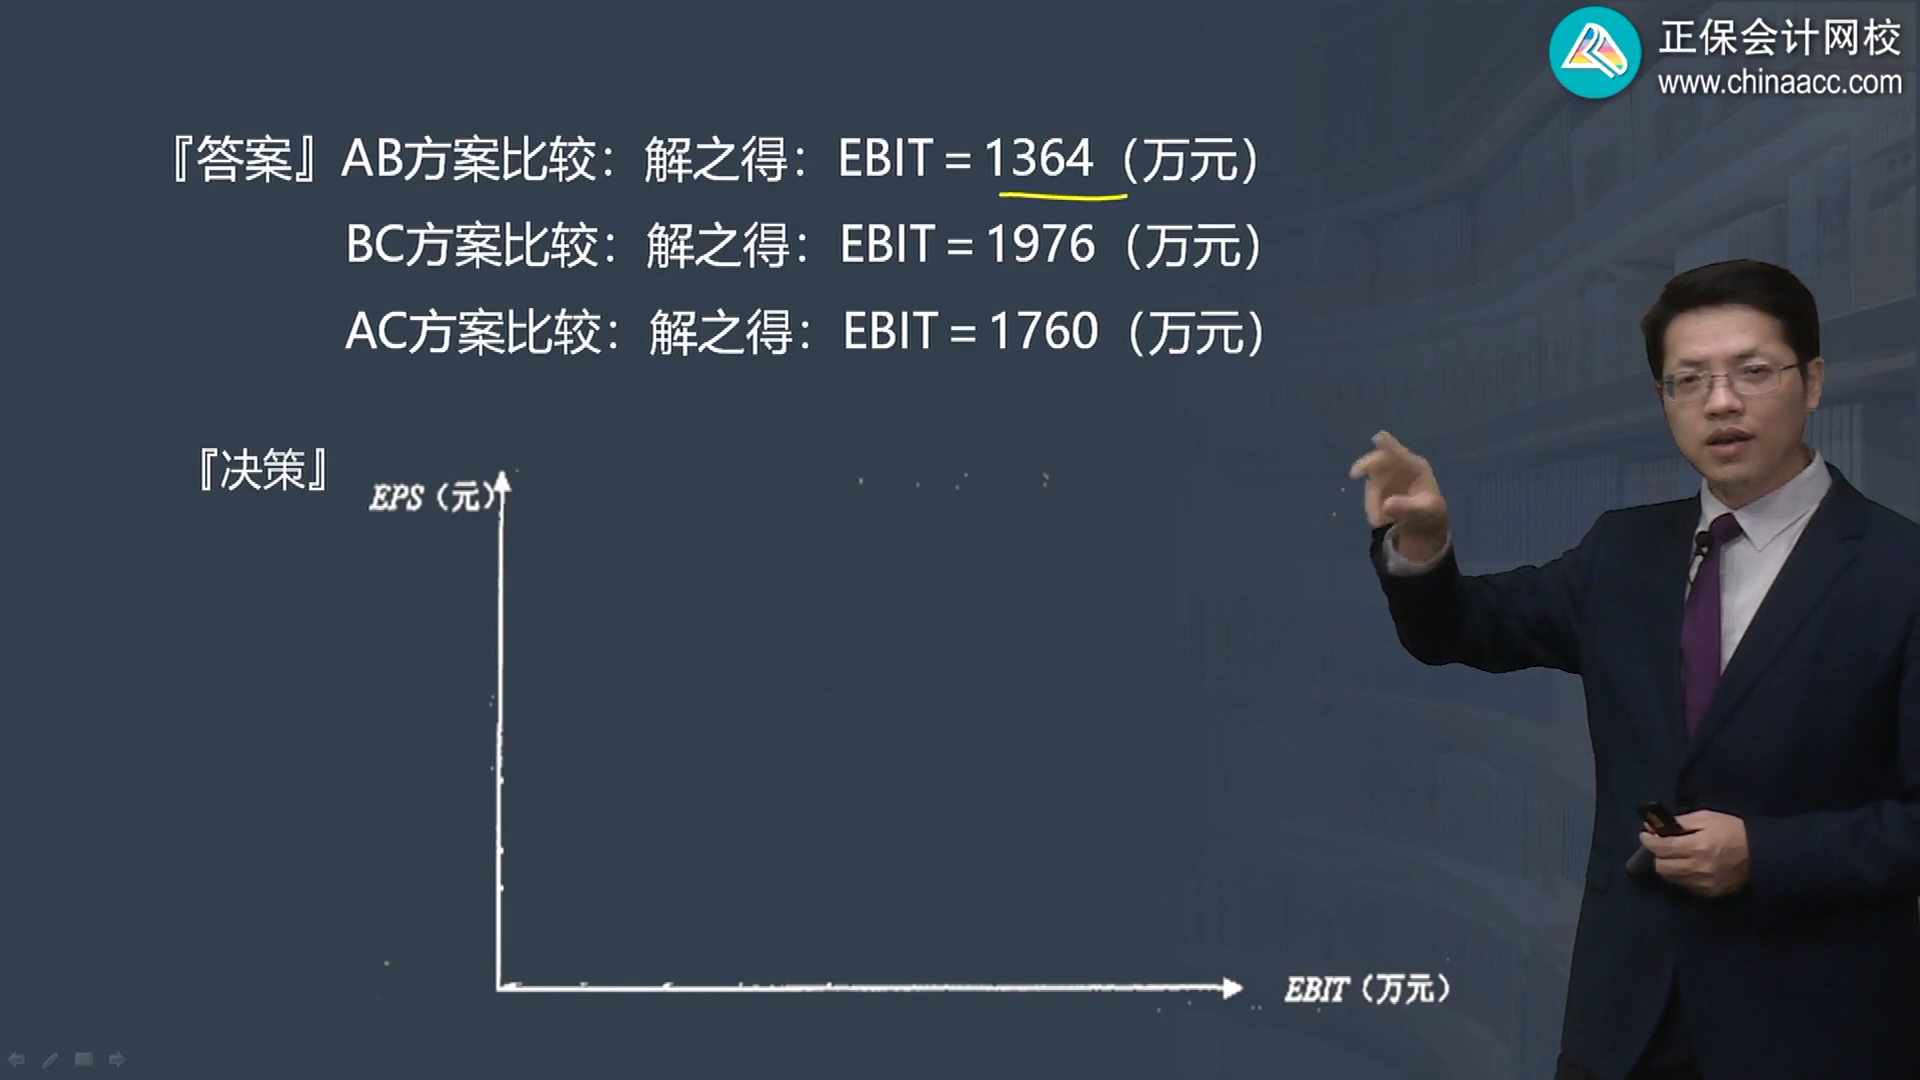 正保会计网校
www.chinaacc.com
『答案』AB方案比较：解之得：EBIT＝1364（万元）
BC方案比较：解之得：EBIT＝1976（万元）
AC方案比较：解之得：EBIT＝1760（万元）
『决策』
EPS（元）
EBIT（万元）